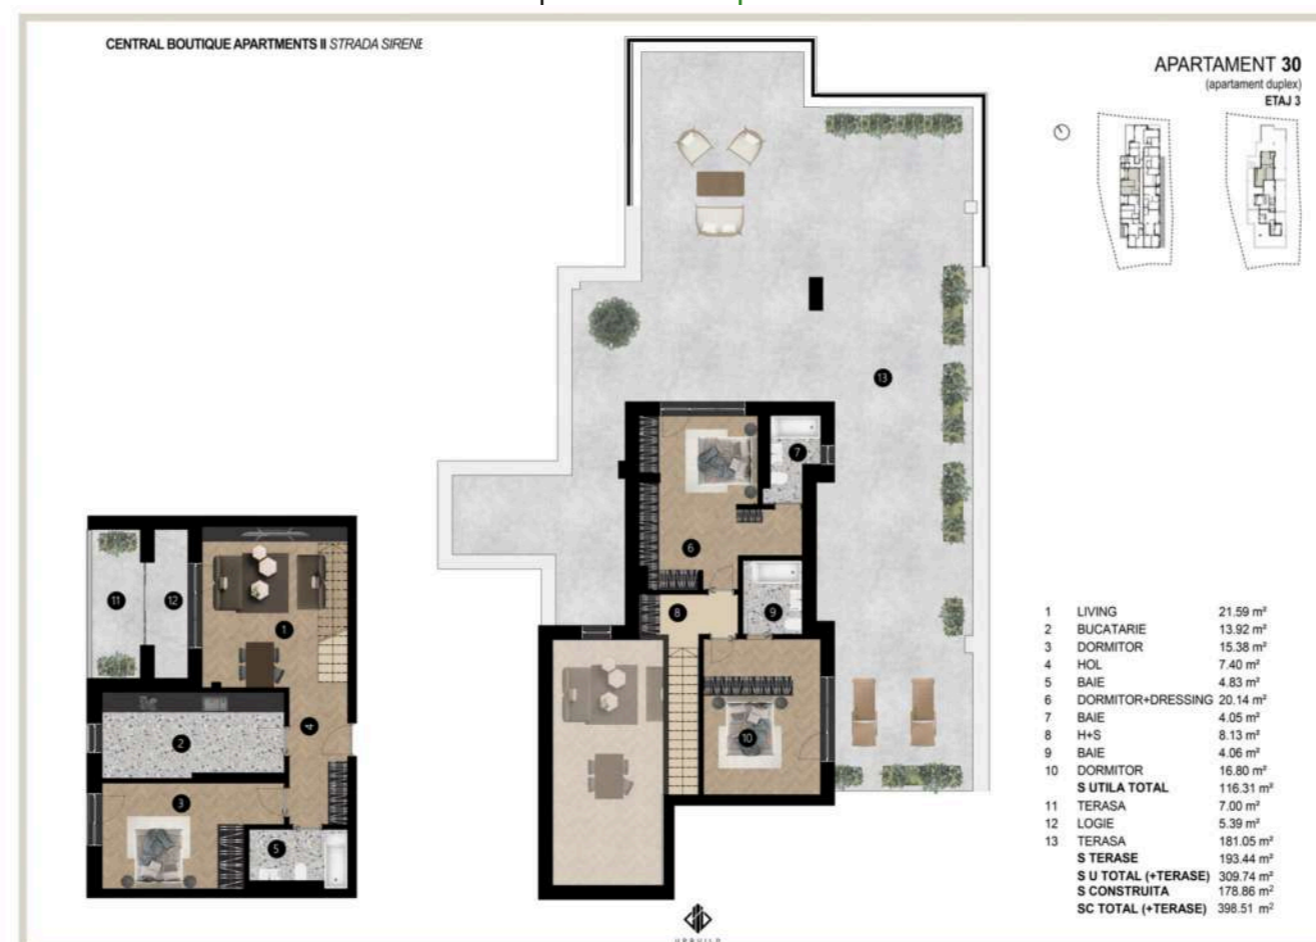 CENTRAL BOUTIQUE APARTMENTS II STRADA SIRENE
APARTAMENT 30
(apartament duplex)
ETAJ 3
13
7
6
8
9
10
11
12
1
2
4
3
5
1 LIVING 21.59 m²
2 BUCATARIE 13.92 m²
3 DORMITOR 15.38 m²
4 HOL 7.40 m²
5 BAIE 4.83 m²
6 DORMITOR+DRESSING 20.14 m²
7 BAIE 4.05 m²
8 H+S 8.13 m²
9 BAIE 4.06 m²
10 DORMITOR 16.80 m²
S UTILA TOTAL 116.31 m²
11 TERASA 7.00 m²
12 LOGIE 5.39 m²
13 TERASA 181.05 m²
S TERASE 193.44 m²
S U TOTAL (+TERASE) 309.74 m²
S CONSTRUITA 178.86 m²
SC TOTAL (+TERASE) 398.51 m²